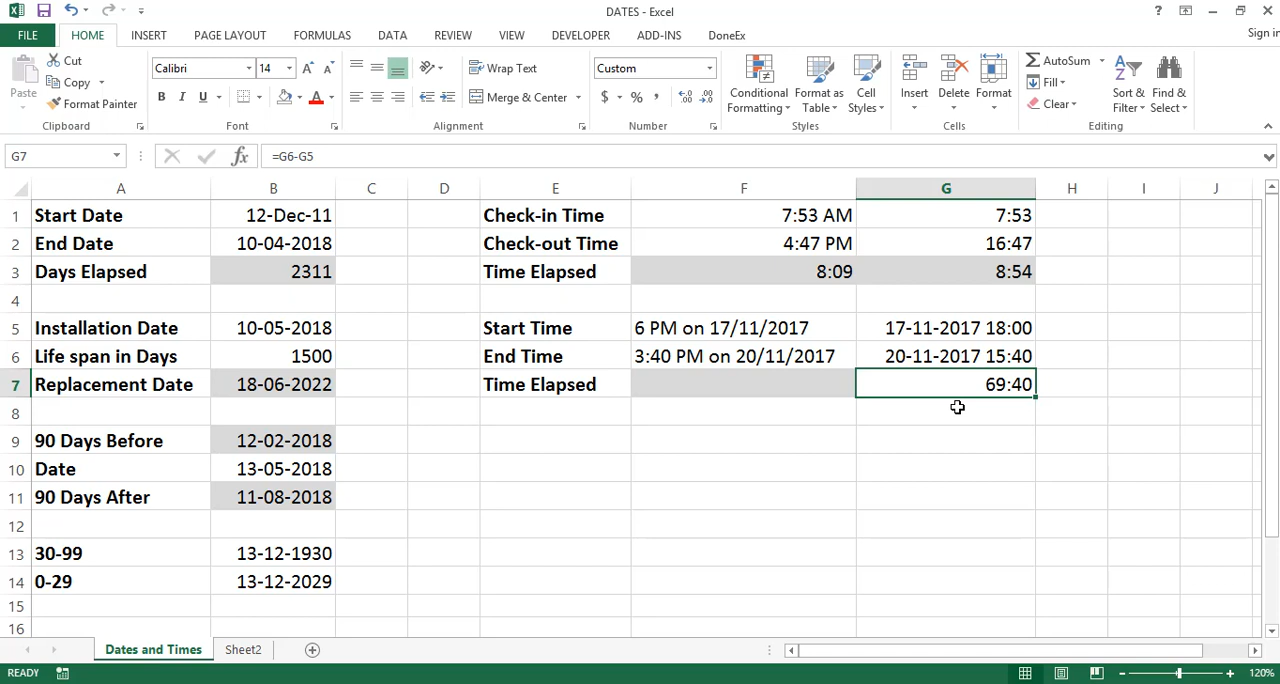 DATES - Excel
?
FILE HOME INSERT PAGE LAYOUT FORMULAS DATA REVIEW VIEW DEVELOPER ADD-INS DoneEx Sign in
Paste
Cut
Copy
Format Painter
Clipboard
Calibri 14
B I U
Font
Wrap Text
Merge & Center
Alignment
Custom
$ % ,
Number
Conditional Formatting
Format as Table
Cell Styles
Styles
Insert Delete Format
Cells
AutoSum
Fill
Clear
Sort & Filter
Find & Select
Editing
G7 fx =G6-G5
A B C D E F G H I J
1 Start Date 12-Dec-11 Check-in Time 7:53 AM 7:53
2 End Date 10-04-2018 Check-out Time 4:47 PM 16:47
3 Days Elapsed 2311 Time Elapsed 8:09 8:54
4
5 Installation Date 10-05-2018 Start Time 6 PM on 17/11/2017 17-11-2017 18:00
6 Life span in Days 1500 End Time 3:40 PM on 20/11/2017 20-11-2017 15:40
7 Replacement Date 18-06-2022 Time Elapsed 69:40
8
9 90 Days Before 12-02-2018
10 Date 13-05-2018
11 90 Days After 11-08-2018
12
13 30-99 13-12-1930
14 0-29 13-12-2029
15
16
Dates and Times Sheet2
READY 120%